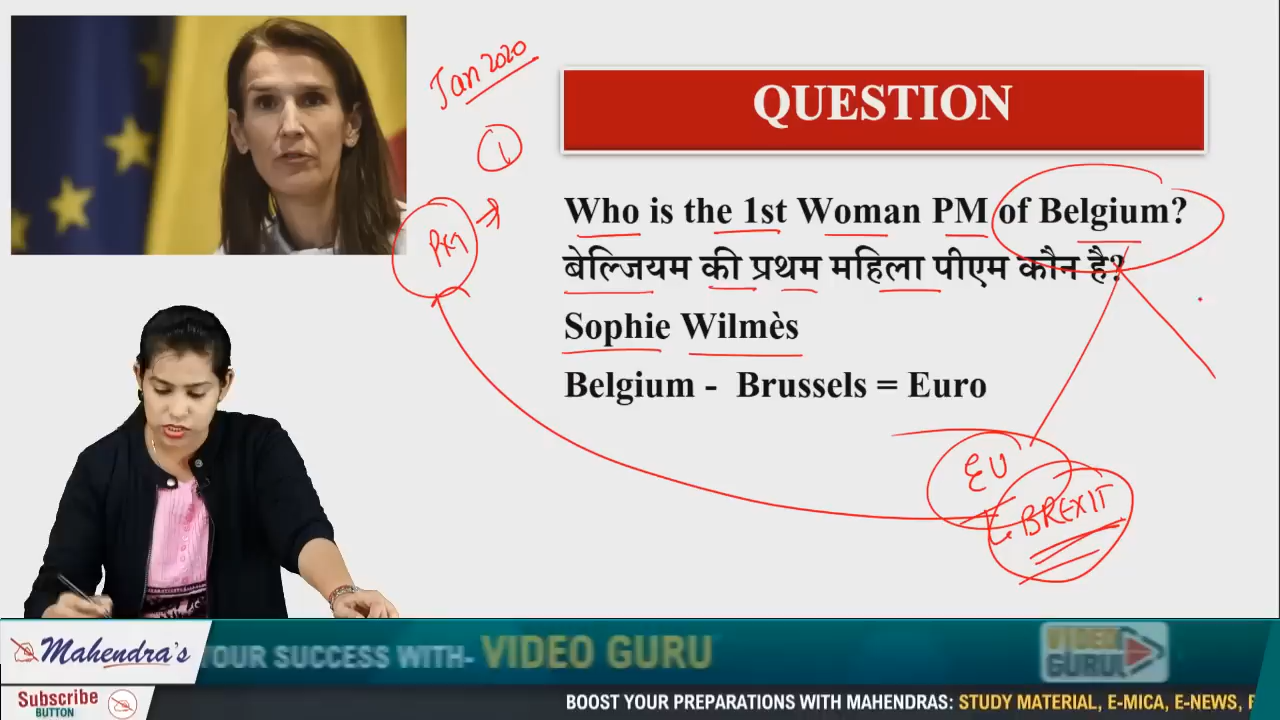 Jan 2020
QUESTION
1
Who is the 1st Woman PM of Belgium?
PM
बेल्जियम की प्रथम महिला पीएम कौन है?
Sophie Wilmès
Belgium - Brussels = Euro
EU
BREXIT
Mahendra's
YOUR SUCCESS WITH- VIDEO GURU
VIDEO
GURU
Subscribe
BUTTON
BOOST YOUR PREPARATIONS WITH MAHENDRAS: STUDY MATERIAL, E-MICA, E-NEWS,